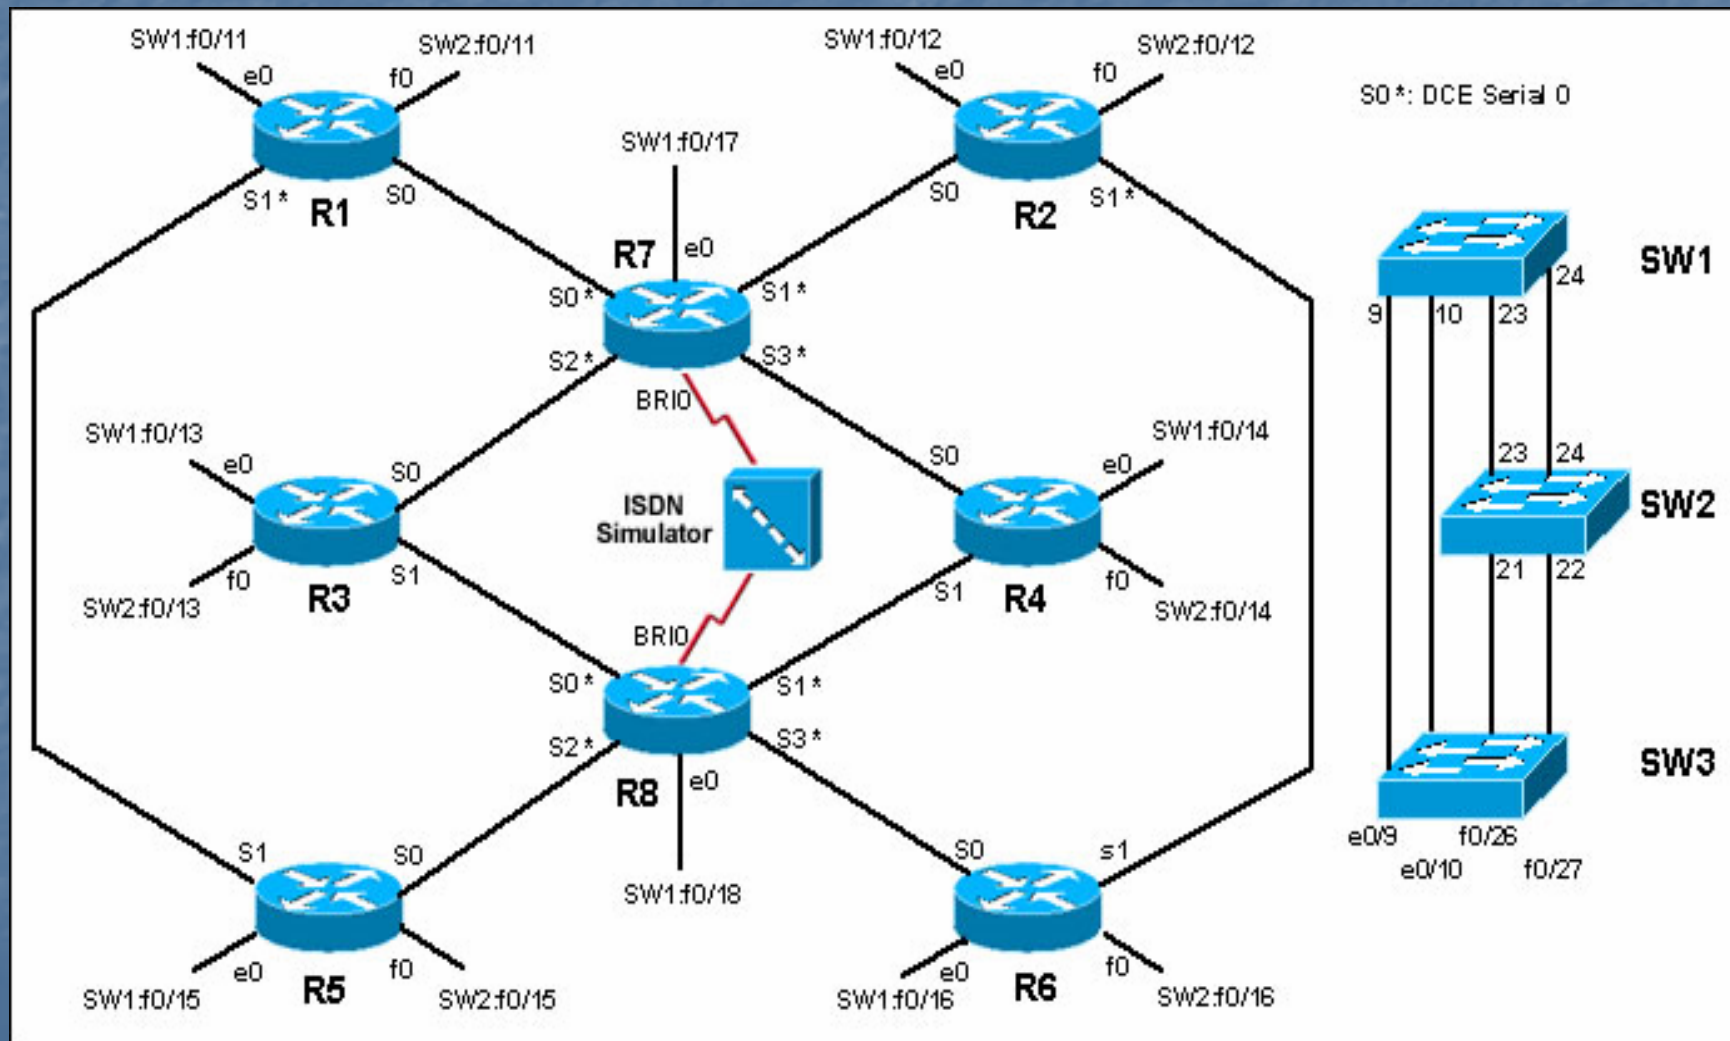 SW1:f0/11
SW2:f0/11
e0
f0
S1*
S0
R1
SW1:f0/12
SW2:f0/12
e0
f0
S0
S1*
R2
S0*: DCE Serial 0
SW1:f0/17
e0
R7
S0*
S1*
S2*
S3*
BRI0
SW1:f0/13
e0
S0
f0
S1
SW2:f0/13
R3
ISDN
Simulator
SW1:f0/14
S0
e0
S1
f0
SW2:f0/14
R4
BRI0
S0*
S1*
S2*
S3*
e0
R8
SW1:f0/18
S1
S0
e0
f0
R5
SW1:f0/15
SW2:f0/15
S0
s1
e0
f0
R6
SW1:f0/16
SW2:f0/16
SW1
24
9
10
23
23
24
SW2
21
22
SW3
e0/9
f0/26
e0/10
f0/27